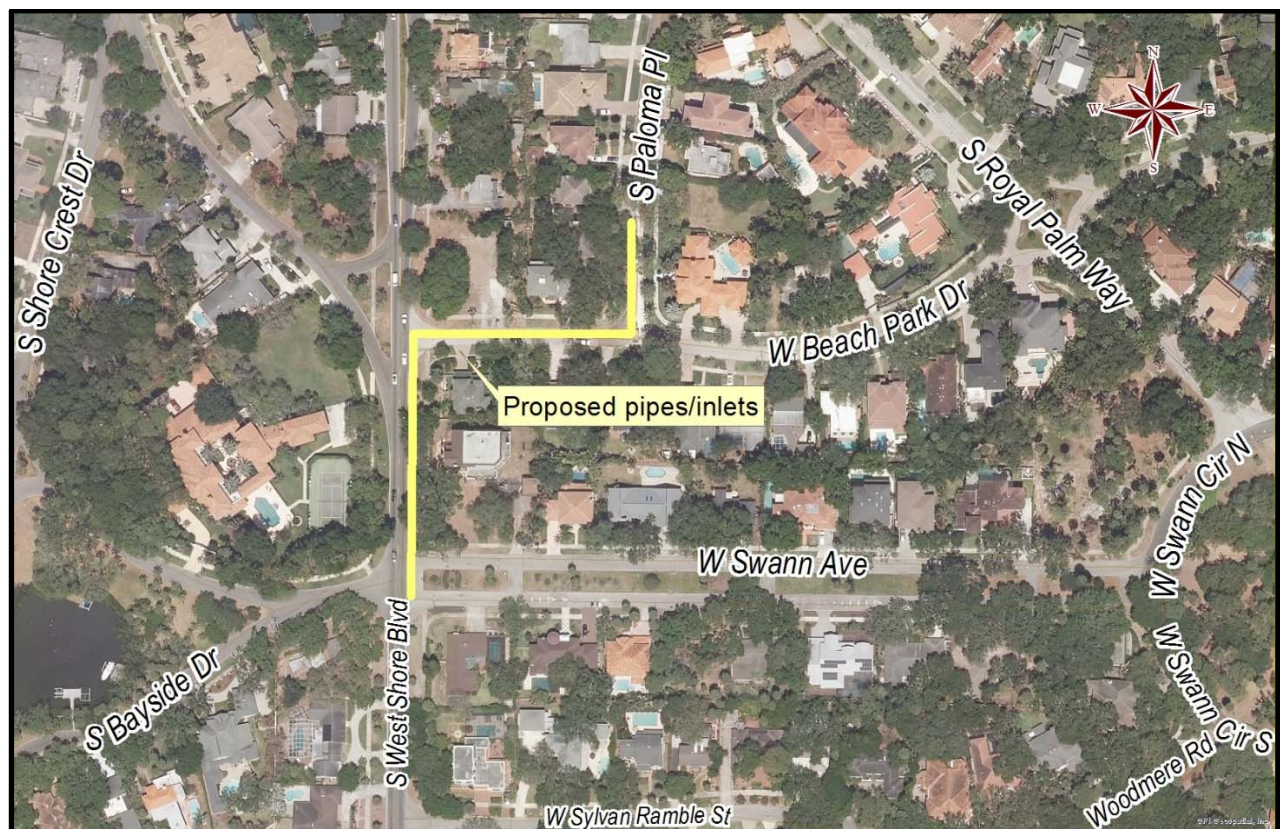 N
W
E
S
S Paloma Pl
S Royal Palm Way
S Shore Crest Dr
W Beach Park Dr
Proposed pipes/inlets
W Swann Cir N
W Swann Ave
S West Shore Blvd
S Bayside Dr
W Swann Cir S
Woodmere Rd
W Sylvan Ramble St